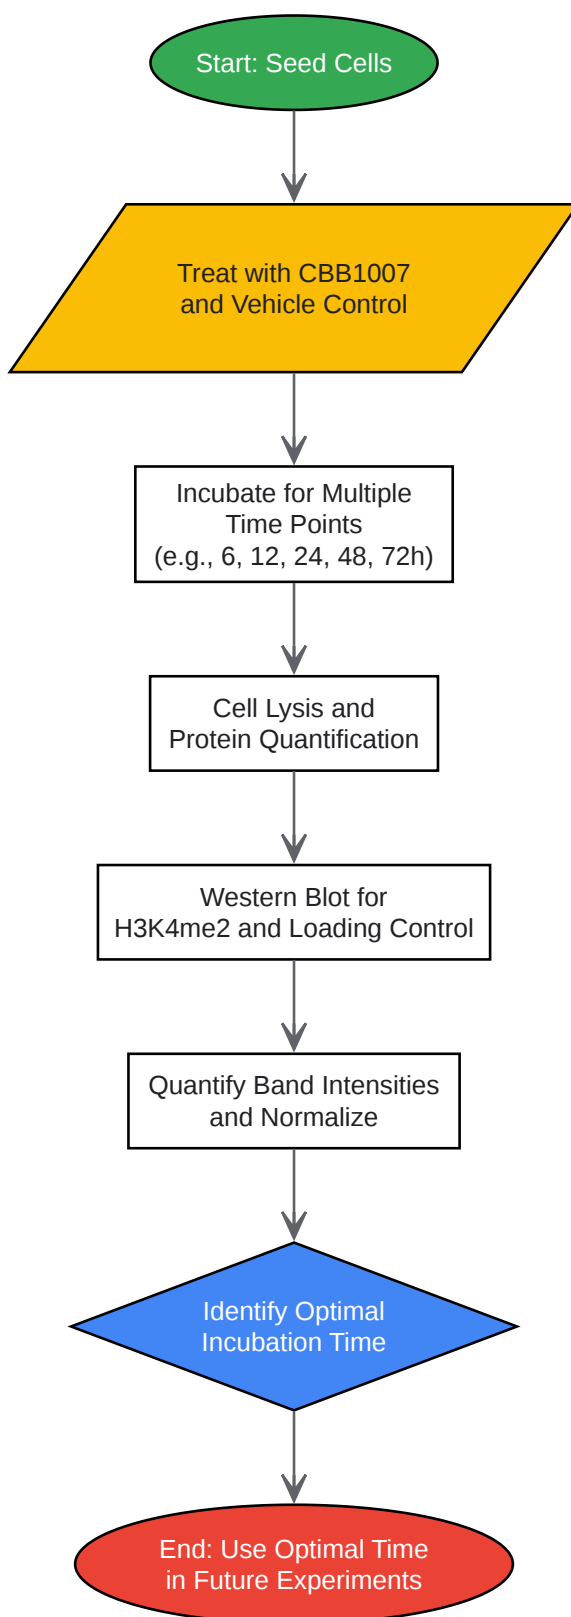 Start: Seed Cells
Treat with CBB1007
and Vehicle Control
Incubate for Multiple
Time Points
(e.g., 6, 12, 24, 48, 72h)
Cell Lysis and
Protein Quantification
Western Blot for
H3K4me2 and Loading Control
Quantify Band Intensities
and Normalize
Identify Optimal
Incubation Time
End: Use Optimal Time
in Future Experiments